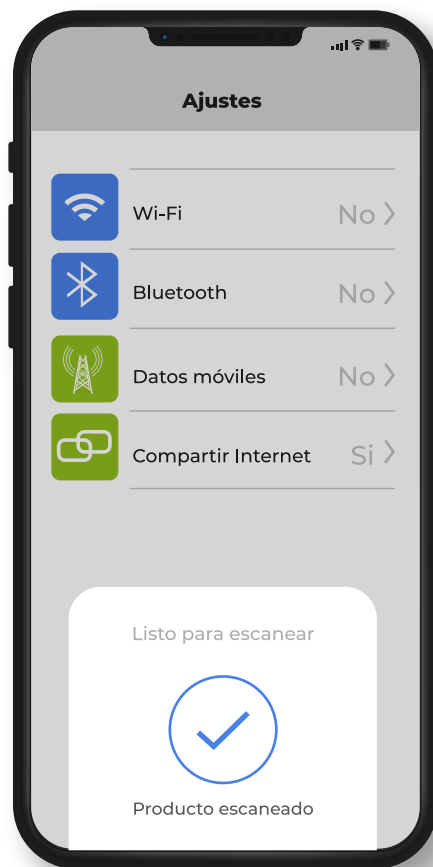 Ajustes
Wi-Fi No
Bluetooth No
Datos móviles No
Compartir Internet Si
Listo para escanear
Producto escaneado